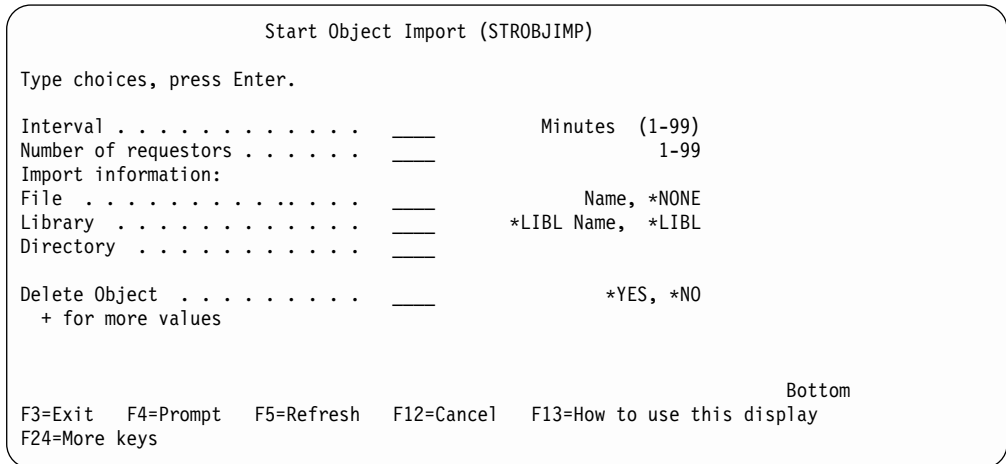 Start Object Import (STROBJIMP)
Type choices, press Enter.
Interval . . . . . . . . . . . . ____ Minutes (1-99)
Number of requestors . . . . . . ____ 1-99
Import information:
File . . . . . . . . . .. . . . ____ Name, *NONE
Library . . . . . . . . . . . . ____ *LIBL Name, *LIBL
Directory . . . . . . . . . . . ____
Delete Object . . . . . . . . . ____ *YES, *NO
+ for more values
Bottom
F3=Exit F4=Prompt F5=Refresh F12=Cancel F13=How to use this display
F24=More keys